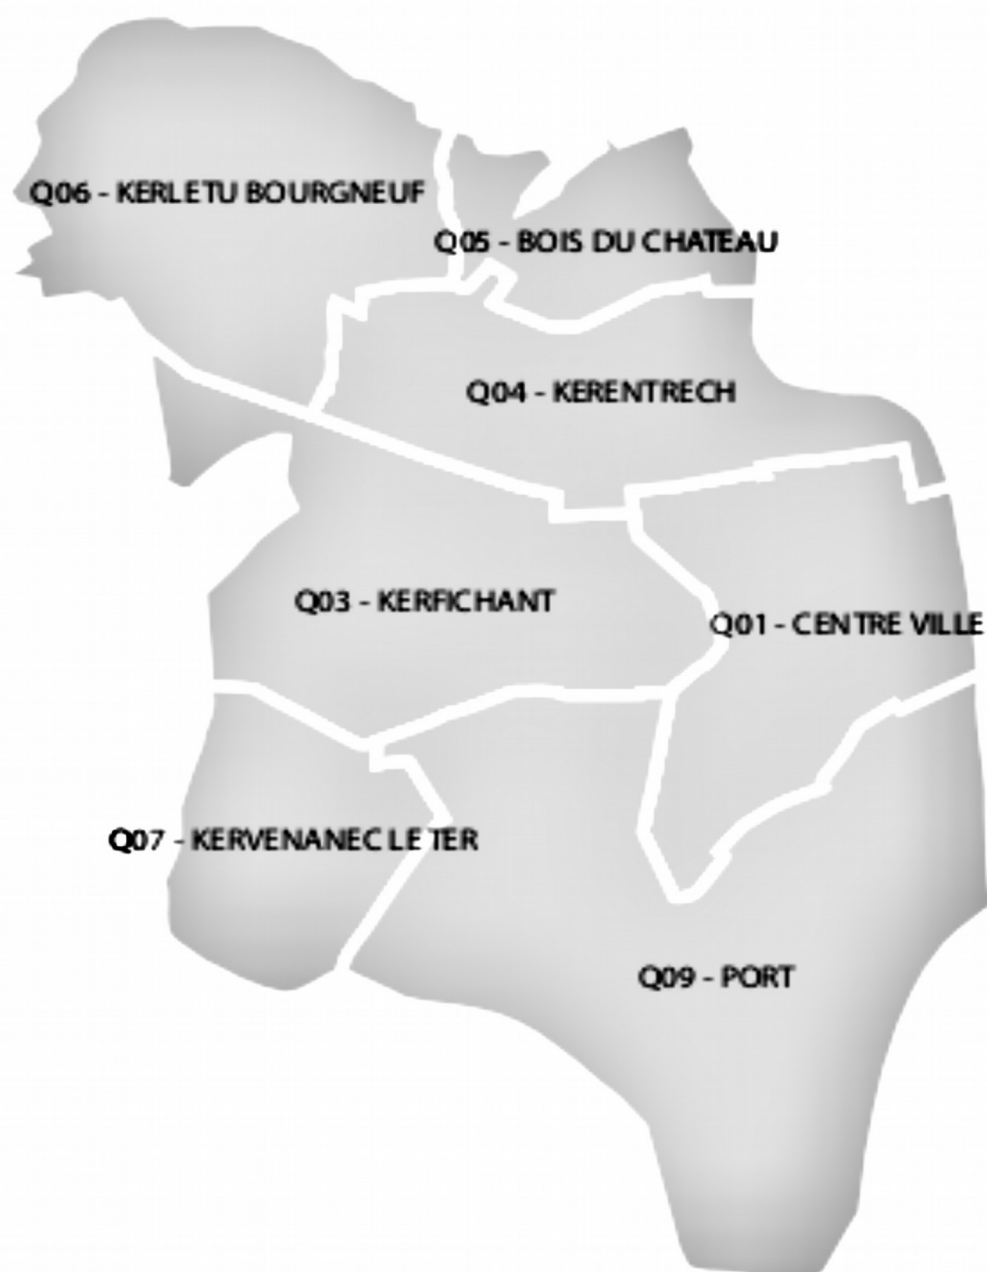 Q06 - KERLETU BOURGNEUF
Q05 - BOIS DU CHATEAU
Q04 - KERENTRECH
Q03 - KERFICHANT
Q01 - CENTRE VILLE
Q07 - KERVENANEC LE TER
Q09 - PORT